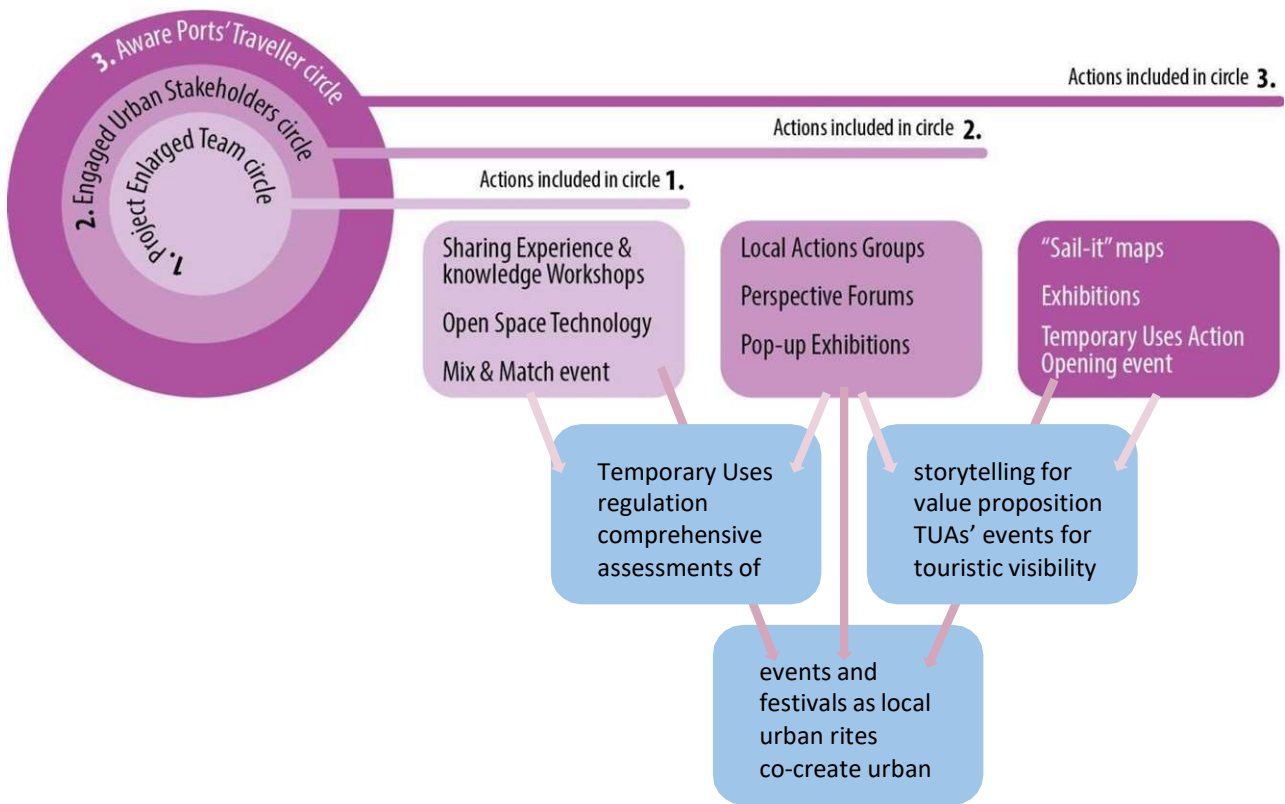 3. Aware Ports’ Traveller circle
2. Engaged Urban Stakeholders circle
1. Project Enlarged Team circle
Actions included in circle 3.
Actions included in circle 2.
Actions included in circle 1.
Sharing Experience &
knowledge Workshops
Open Space Technology
Mix & Match event
Local Actions Groups
Perspective Forums
Pop-up Exhibitions
“Sail-it” maps
Exhibitions
Temporary Uses Action
Opening event
Temporary Uses
regulation
comprehensive
assessments of
storytelling for
value proposition
TUAs’ events for
touristic visibility
events and
festivals as local
urban rites
co-create urban